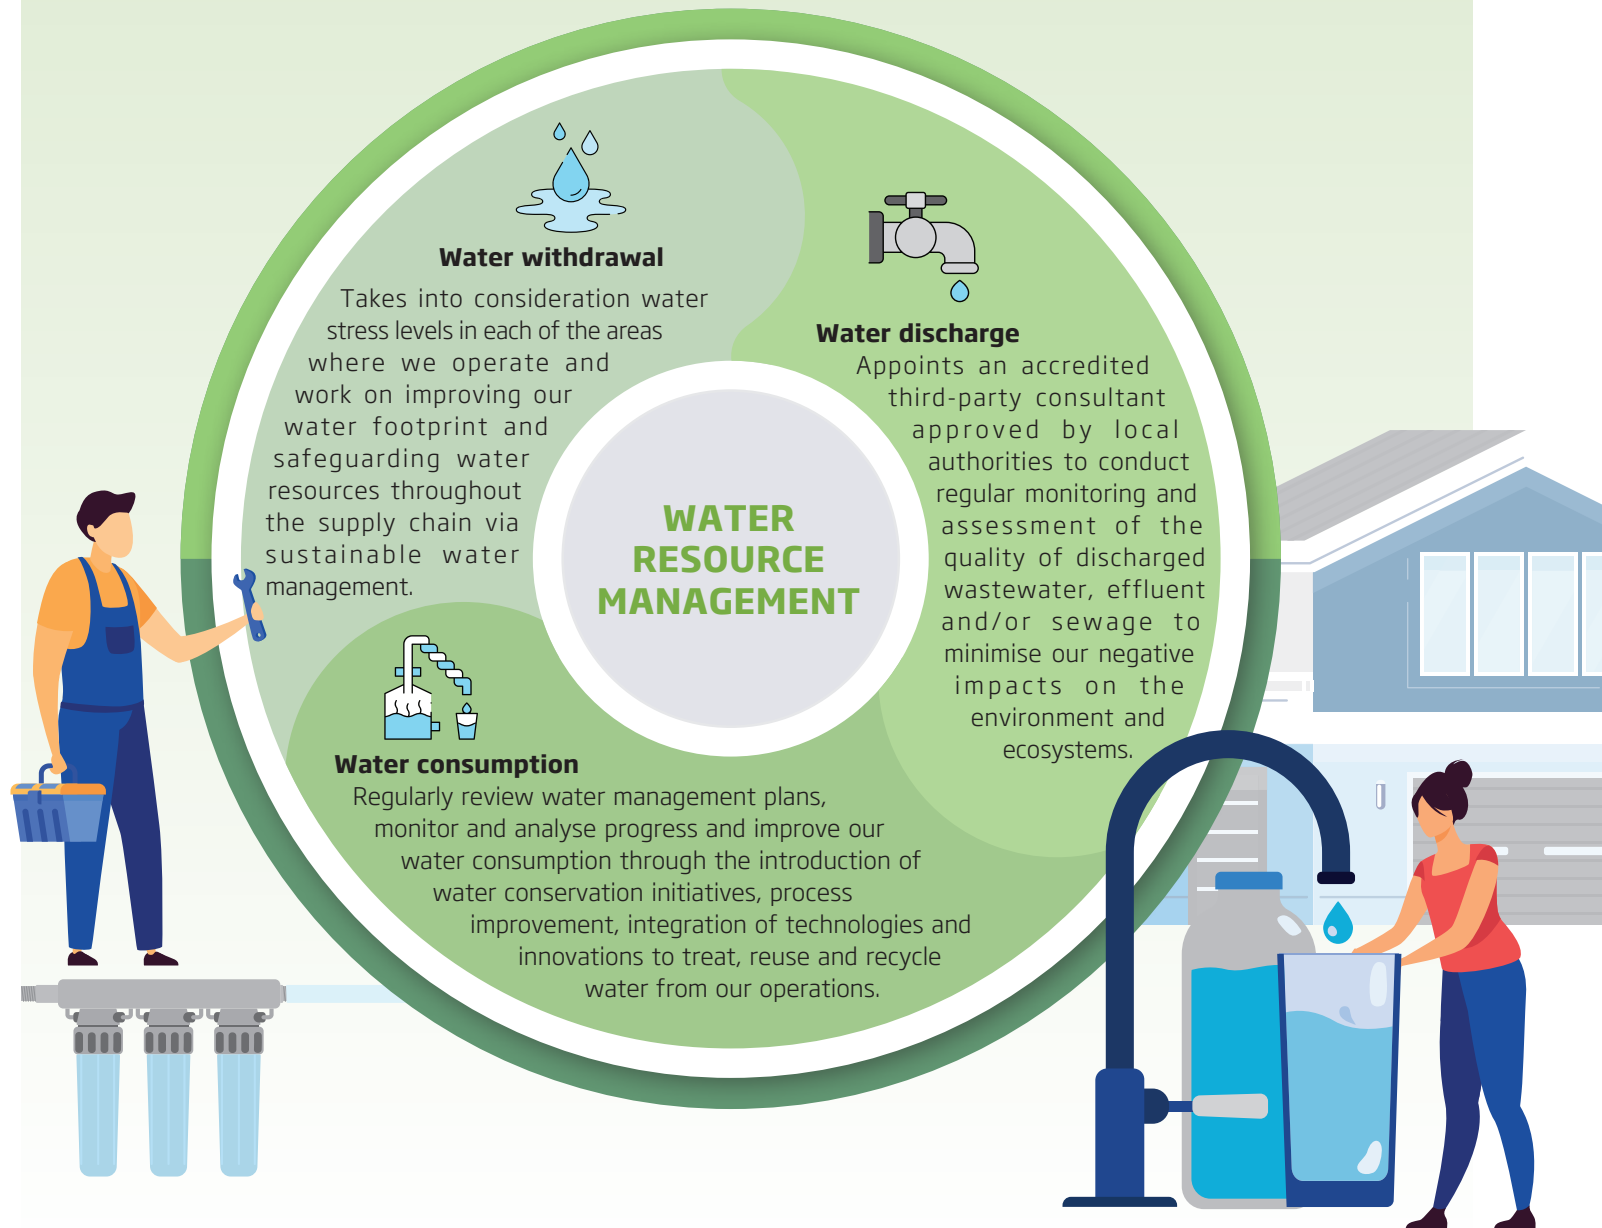 Water withdrawal
Takes into consideration water
stress levels in each of the areas
where we operate and
work on improving our
water footprint and
safeguarding water
resources throughout
the supply chain via
sustainable water
management.
Water discharge
Appoints an accredited
third-party consultant
approved by local
authorities to conduct
regular monitoring and
assessment of the
quality of discharged
wastewater, effluent
and/or sewage to
minimise our negative
impacts on the
environment and
ecosystems.
WATER
RESOURCE
MANAGEMENT
Water consumption
Regularly review water management plans,
monitor and analyse progress and improve our
water consumption through the introduction of
water conservation initiatives, process
improvement, integration of technologies and
innovations to treat, reuse and recycle
water from our operations.